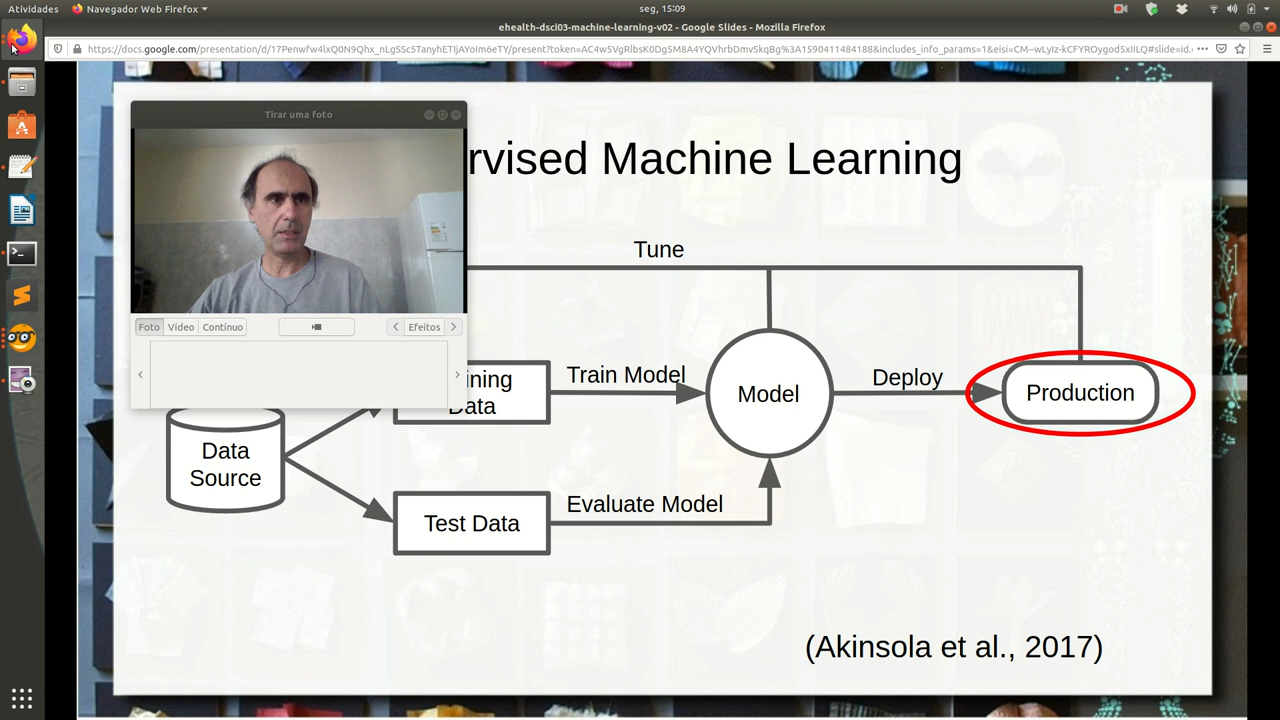 Atividades
Navegador Web Firefox
seg, 15:09
ehealth-dsci03-machine-learning-v02 - Google Slides - Mozilla Firefox
Tirar uma foto
rvised Machine Learning
Tune
Foto
Vídeo
Contínuo
Efeitos
ining
Data
Train Model
Model
Deploy
Production
Data
Source
Test Data
Evaluate Model
(Akinsola et al., 2017)